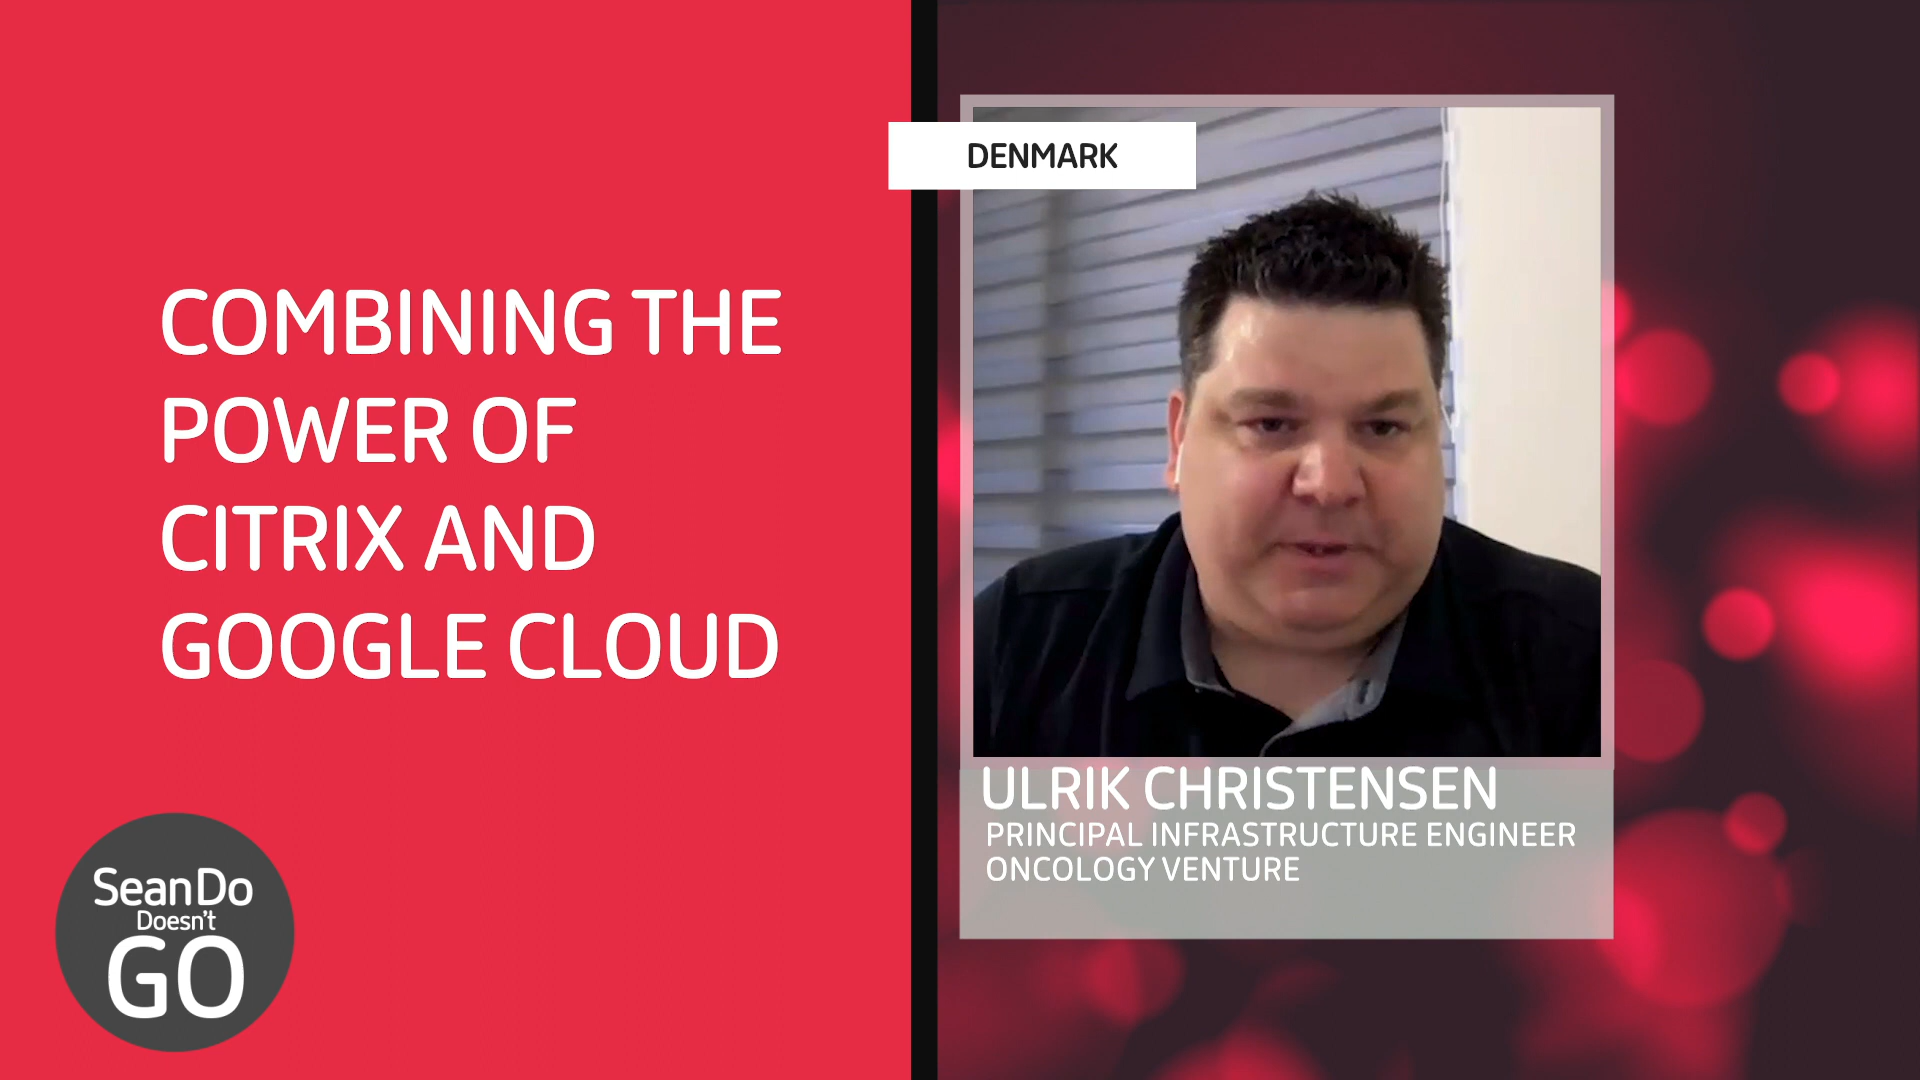 COMBINING THE
POWER OF
CITRIX AND
GOOGLE CLOUD
SeanDo
Doesn't
GO
DENMARK
ULRIK CHRISTENSEN
PRINCIPAL INFRASTRUCTURE ENGINEER
ONCOLOGY VENTURE